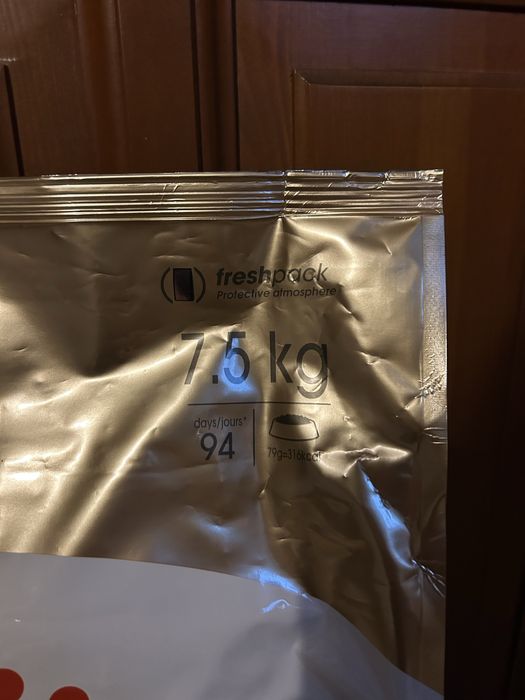 freshpack
Protective atmosphere
7.5 kg
days/jours*
94
79g=316kcal